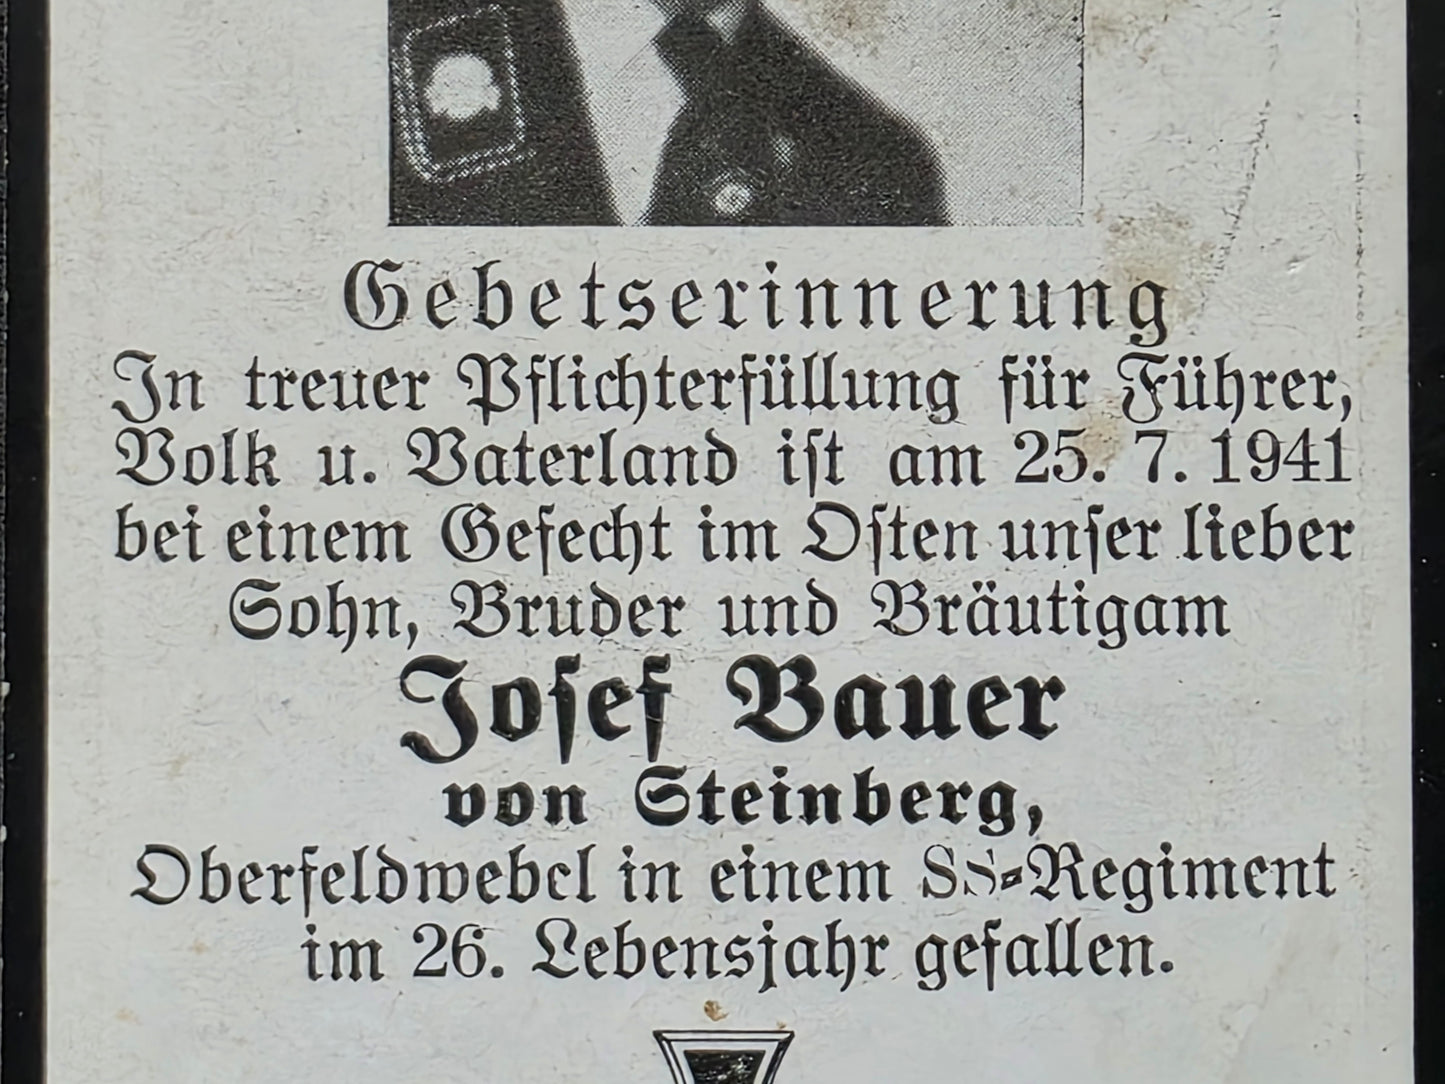 Gebetserinnerung
In treuer Pflichterfüllung für Führer,
Volk u. Vaterland ist am 25. 7. 1941
bei einem Gefecht im Osten unser lieber
Sohn, Bruder und Bräutigam
Josef Bauer
von Steinberg,
Oberfeldwebel in einem SS-Regiment
im 26. Lebensjahr gefallen.